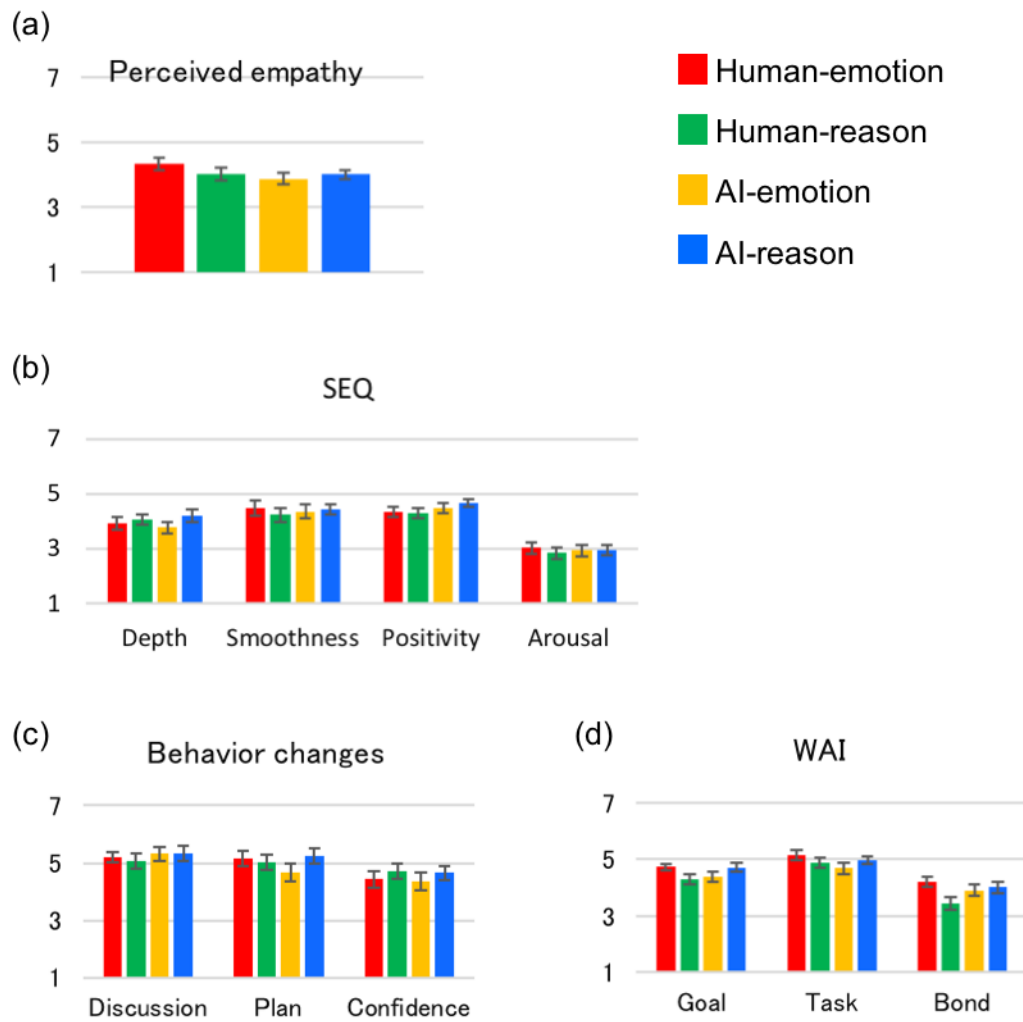 (a)
Perceived empathy
7
5
3
1
Human-emotion
Human-reason
AI-emotion
AI-reason
(b)
SEQ
7
5
3
1
Depth Smoothness Positivity Arousal
(c)
Behavior changes
7
5
3
1
Discussion Plan Confidence
(d)
WAI
7
5
3
1
Goal Task Bond